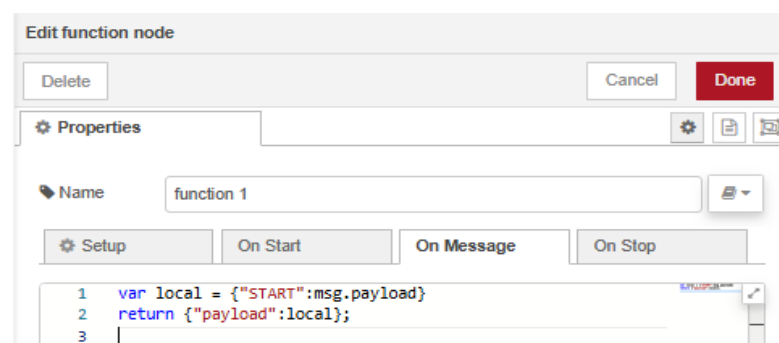 Edit function node
Delete Cancel Done
Properties
Name function 1
Setup On Start On Message On Stop
1 var local = {"START":msg.payload}
2 return {"payload":local};
3